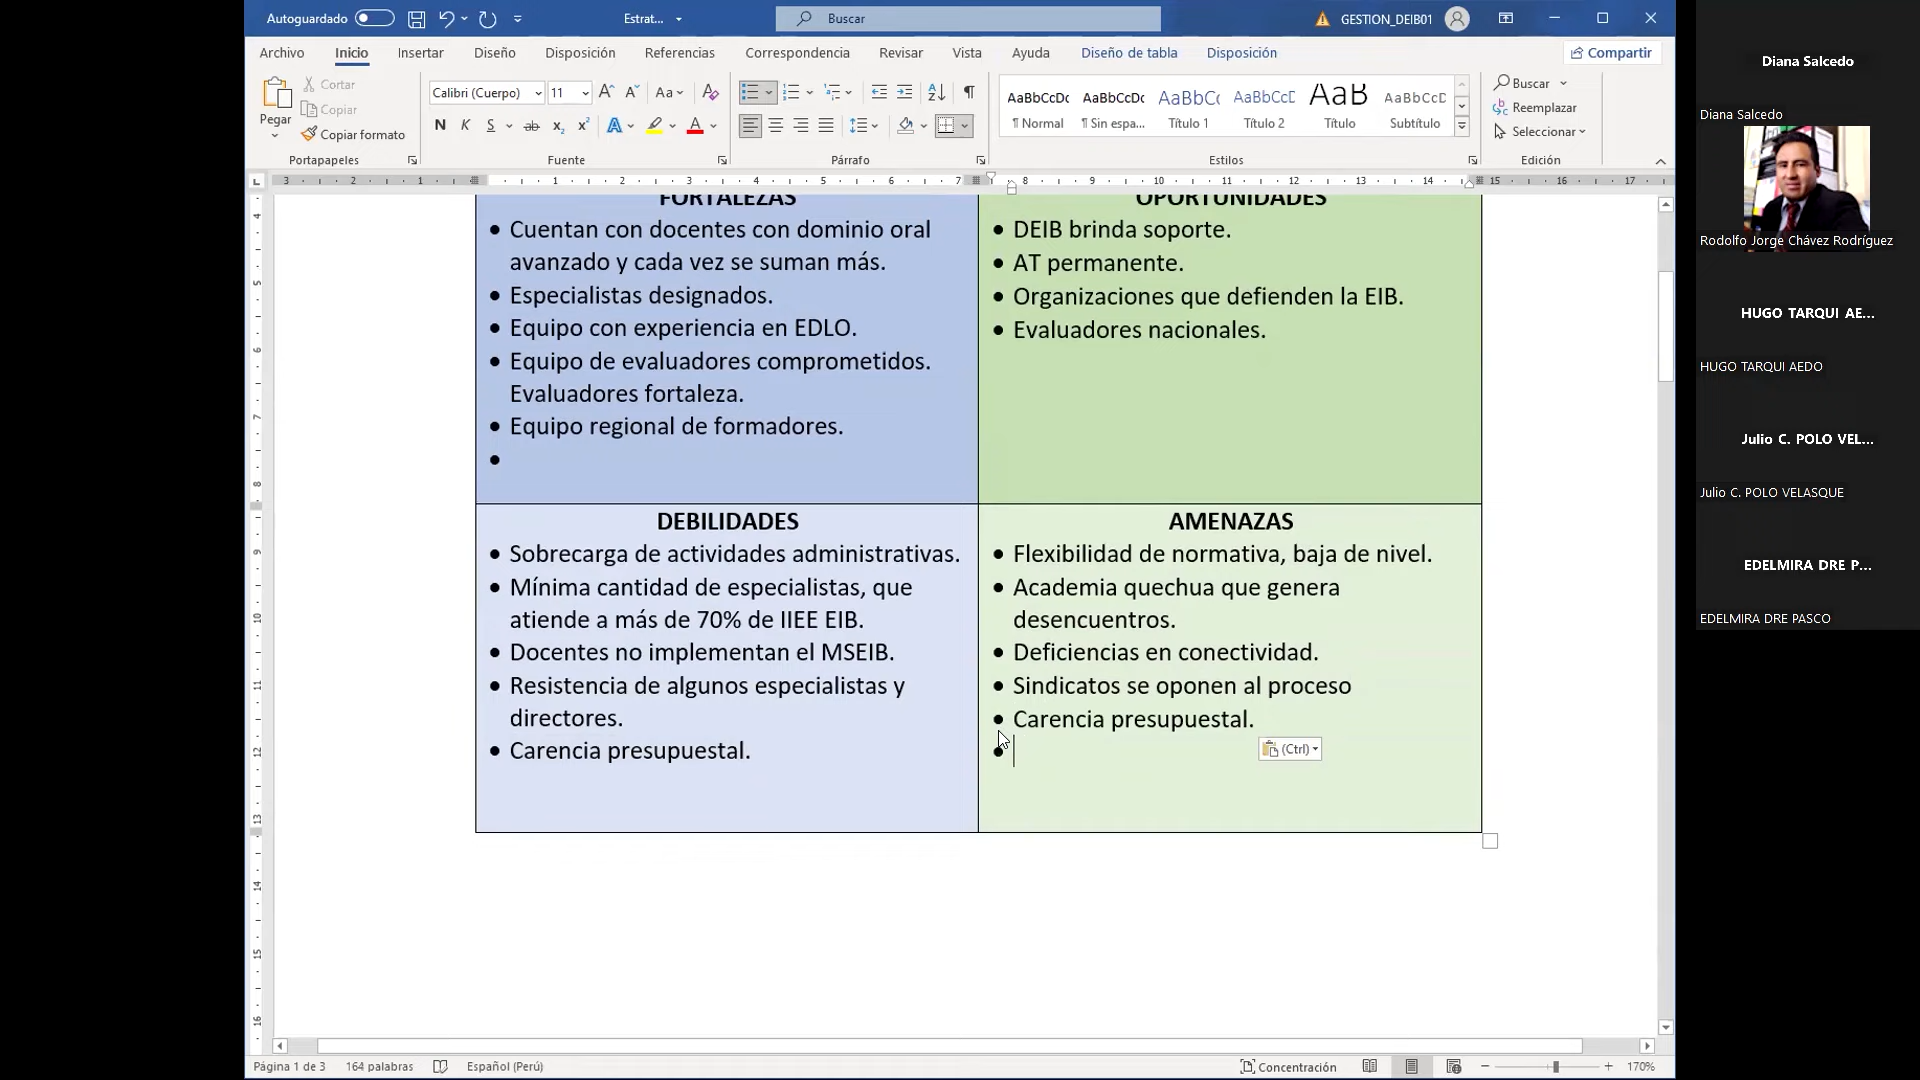 Autoguardado
Estrat...
Buscar
GESTION_DEIB01
Archivo Inicio Insertar Diseño Disposición Referencias Correspondencia Revisar Vista Ayuda Diseño de tabla Disposición Compartir
Pegar
Cortar
Copiar
Copiar formato
Portapapeles
Calibri (Cuerpo) 11
Fuente
Párrafo
AaBbCcDc AaBbCcDc AaBbCc AaBbCcD AaB AaBbCcD
¶ Normal ¶ Sin espa... Título 1 Título 2 Título Subtítulo
Estilos
Buscar
Reemplazar
Seleccionar
Edición
FORTALEZAS
• Cuentan con docentes con dominio oral
avanzado y cada vez se suman más.
• Especialistas designados.
• Equipo con experiencia en EDLO.
• Equipo de evaluadores comprometidos.
Evaluadores fortaleza.
• Equipo regional de formadores.
•
OPORTUNIDADES
• DEIB brinda soporte.
• AT permanente.
• Organizaciones que defienden la EIB.
• Evaluadores nacionales.
DEBILIDADES
• Sobrecarga de actividades administrativas.
• Mínima cantidad de especialistas, que
atiende a más de 70% de IIEE EIB.
• Docentes no implementan el MSEIB.
• Resistencia de algunos especialistas y
directores.
• Carencia presupuestal.
AMENAZAS
• Flexibilidad de normativa, baja de nivel.
• Academia quechua que genera
desencuentros.
• Deficiencias en conectividad.
• Sindicatos se oponen al proceso
• Carencia presupuestal.
•
(Ctrl)
Página 1 de 3 164 palabras Español (Perú) Concentración 170%
Diana Salcedo
Diana Salcedo
Rodolfo Jorge Chávez Rodríguez
HUGO TARQUI AE...
HUGO TARQUI AEDO
Julio C. POLO VEL...
Julio C. POLO VELASQUE
EDELMIRA DRE P...
EDELMIRA DRE PASCO